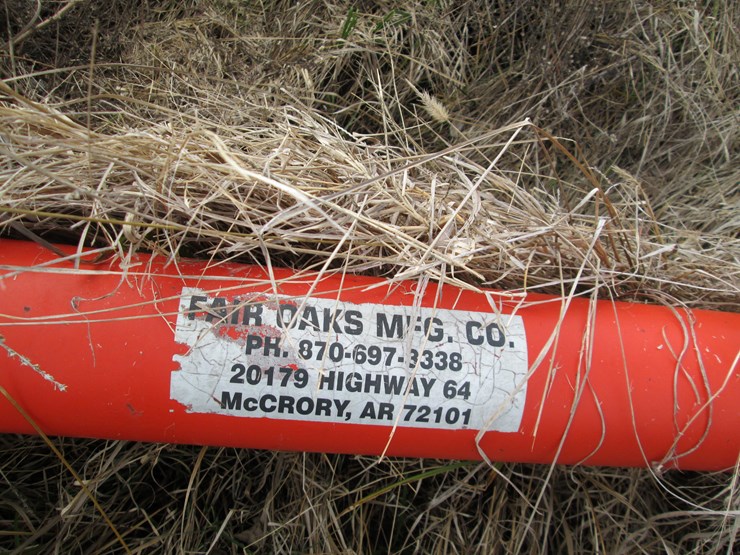 FAIR OAKS MFG. CO.
PH. 870-697-3338
20179 HIGHWAY 64
McCRORY, AR 72101